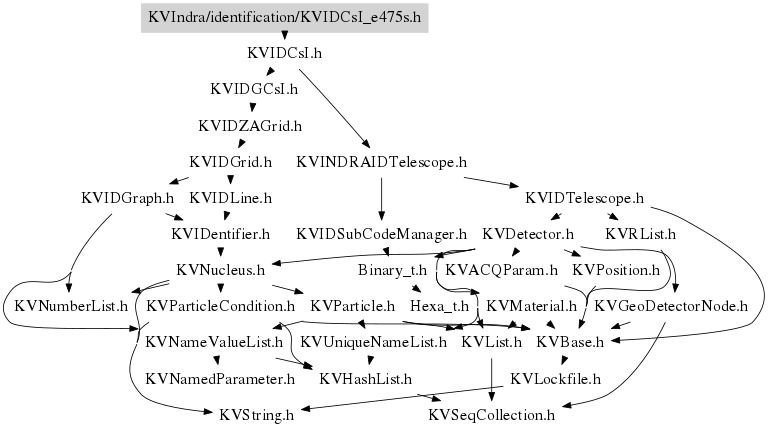 KVIndra/identification/KVIDCsI_e475s.h
KVIDCsI.h
KVIDGCsI.h
KVIDZAGrid.h
KVIDGrid.h
KVINDRAIDTelescope.h
KVIDGraph.h
KVIDLine.h
KVIDTelescope.h
KVIDentifier.h
KVIDSubCodeManager.h
KVDetector.h
KVRList.h
KVNucleus.h
Binary_t.h
KVACQParam.h
KVPosition.h
KVNumberList.h
KVParticleCondition.h
KVParticle.h
Hexa_t.h
KVMaterial.h
KVGeoDetectorNode.h
KVNameValueList.h
KVUniqueNameList.h
KVList.h
KVBase.h
KVNamedParameter.h
KVHashList.h
KVLockfile.h
KVString.h
KVSeqCollection.h